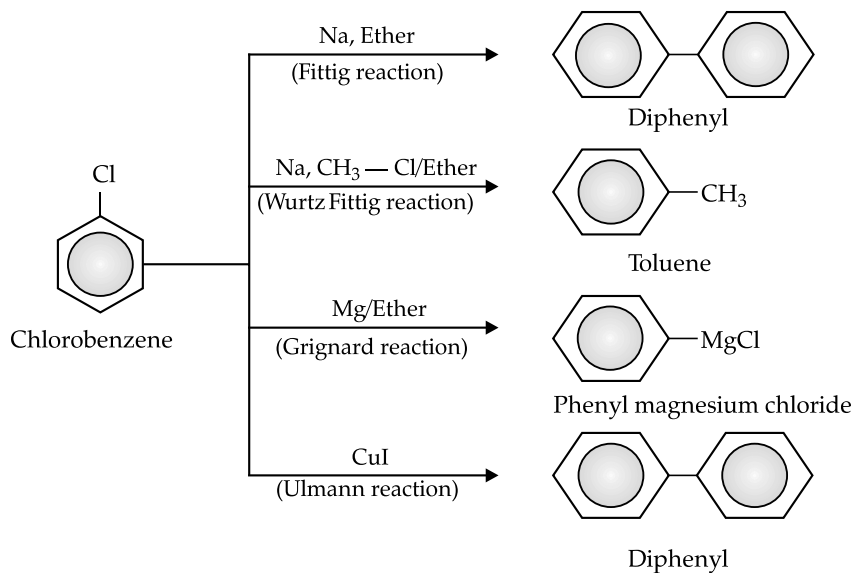 Na, Ether
(Fittig reaction)
Diphenyl
Na, CH₃ — Cl/Ether
(Wurtz Fittig reaction)
CH₃
Toluene
Cl
Chlorobenzene
Mg/Ether
(Grignard reaction)
MgCl
Phenyl magnesium chloride
CuI
(Ulmann reaction)
Diphenyl